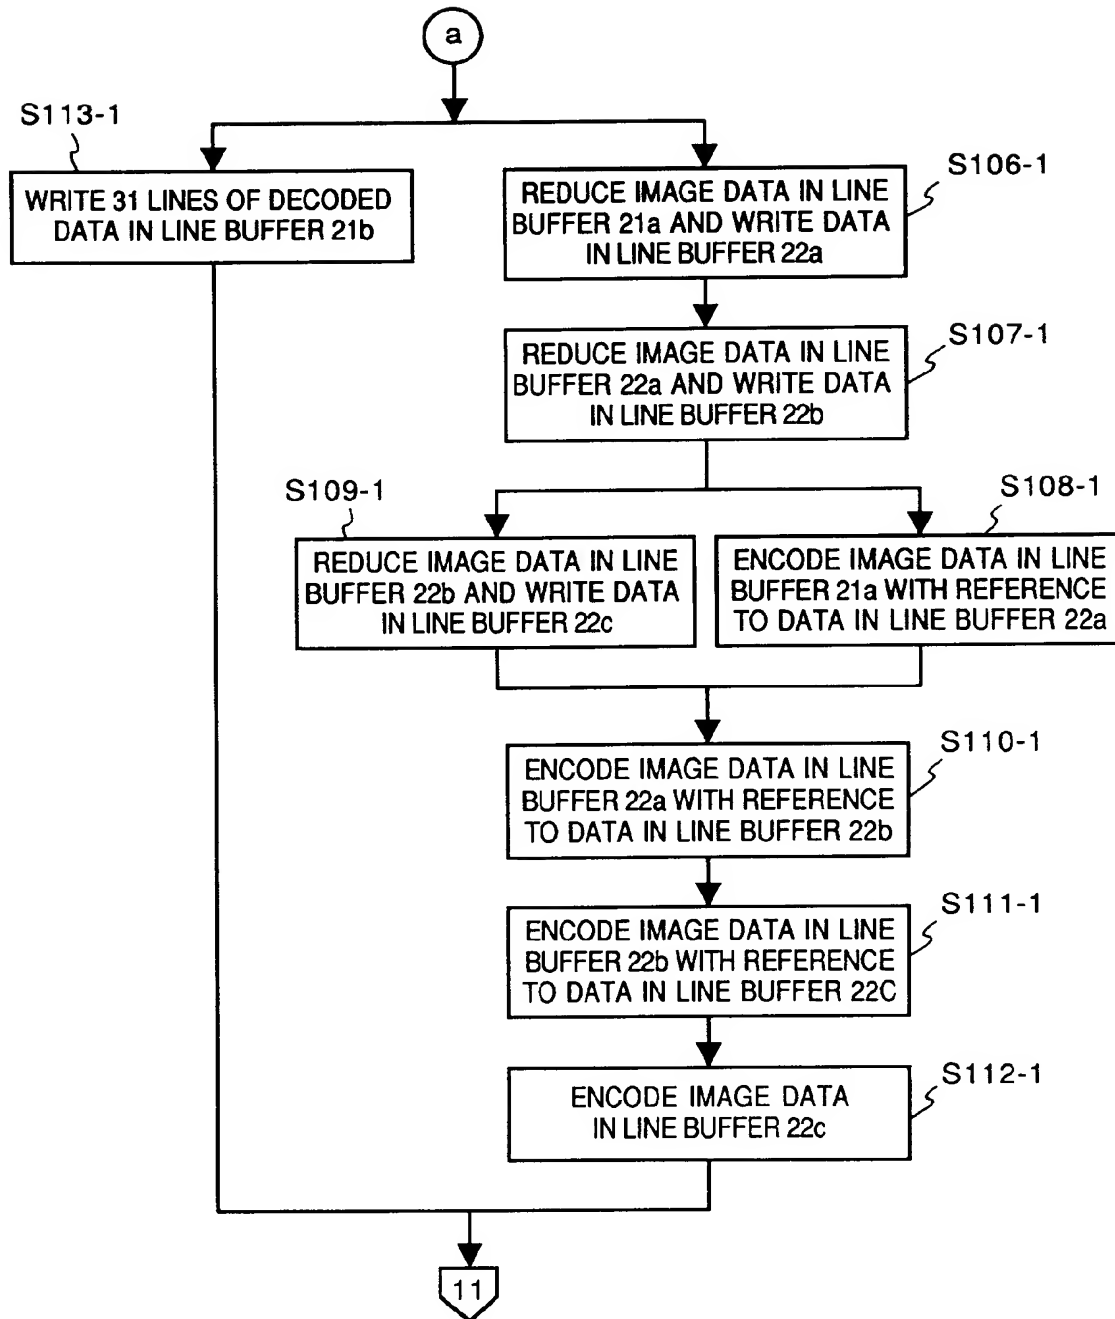 a
S113-1
WRITE 31 LINES OF DECODED
DATA IN LINE BUFFER 21b
S106-1
REDUCE IMAGE DATA IN LINE
BUFFER 21a AND WRITE DATA
IN LINE BUFFER 22a
S107-1
REDUCE IMAGE DATA IN LINE
BUFFER 22a AND WRITE DATA
IN LINE BUFFER 22b
S109-1
REDUCE IMAGE DATA IN LINE
BUFFER 22b AND WRITE DATA
IN LINE BUFFER 22c
S108-1
ENCODE IMAGE DATA IN LINE
BUFFER 21a WITH REFERENCE
TO DATA IN LINE BUFFER 22a
S110-1
ENCODE IMAGE DATA IN LINE
BUFFER 22a WITH REFERENCE
TO DATA IN LINE BUFFER 22b
S111-1
ENCODE IMAGE DATA IN LINE
BUFFER 22b WITH REFERENCE
TO DATA IN LINE BUFFER 22C
S112-1
ENCODE IMAGE DATA
IN LINE BUFFER 22c
11